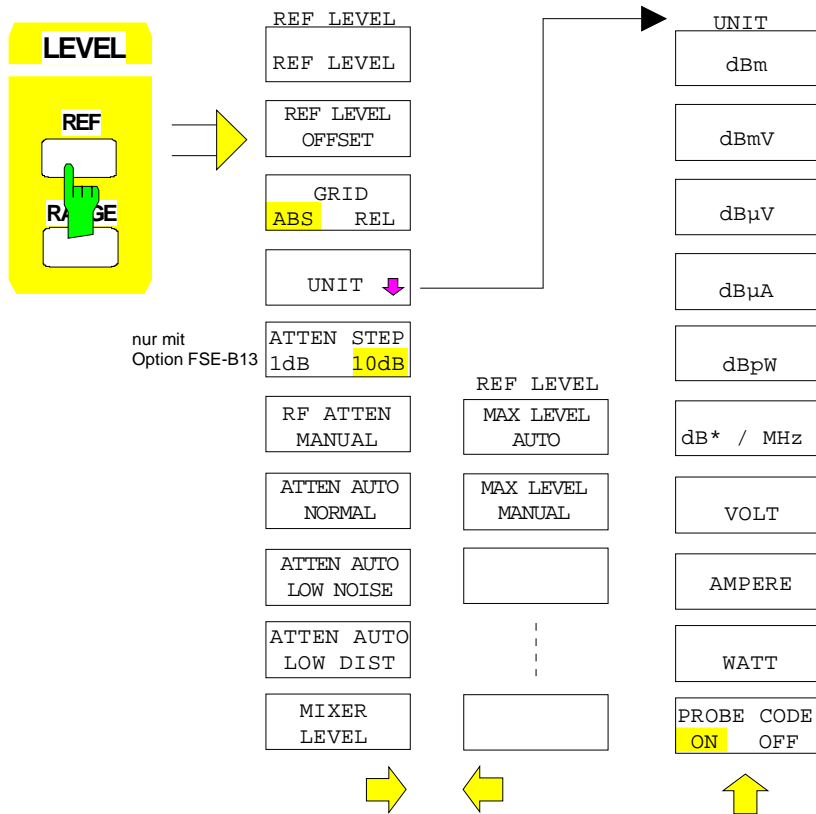 LEVEL
REF
RANGE
REF LEVEL
REF LEVEL
REF LEVEL
OFFSET
GRID
ABS REL
UNIT
nur mit
Option FSE-B13
ATTEN STEP
1dB 10dB
RF ATTEN
MANUAL
ATTEN AUTO
NORMAL
ATTEN AUTO
LOW NOISE
ATTEN AUTO
LOW DIST
MIXER
LEVEL
REF LEVEL
MAX LEVEL
AUTO
MAX LEVEL
MANUAL
UNIT
dBm
dBmV
dBµV
dBµA
dBpW
dB* / MHz
VOLT
AMPERE
WATT
PROBE CODE
ON OFF